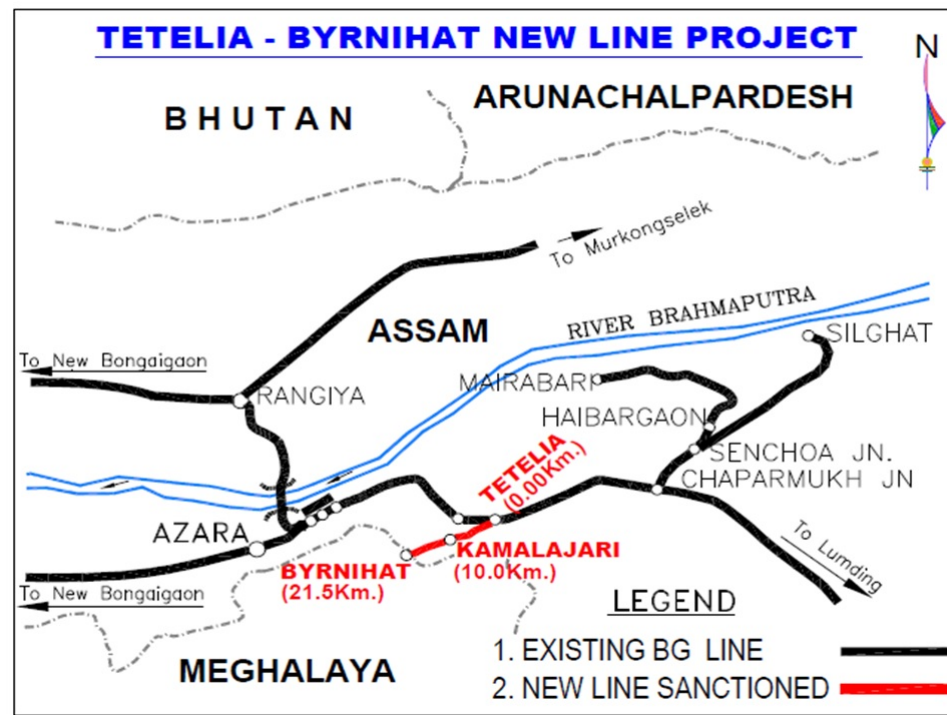 TETELIA - BYRNIHAT NEW LINE PROJECT
N
BHUTAN
ARUNACHALPARDESH
To Murkongselek
ASSAM
RIVER BRAHMAPUTRA
SILGHAT
To New Bongaigaon
RANGIYA
MAIRABARI
HAIBARGAON
SENCHOA JN.
CHAPARMUKH JN
TETELIA
(0.00Km.)
AZARA
KAMALAJARI
(10.0Km.)
BYRNIHAT
(21.5Km.)
To Lumding
To New Bongaigaon
MEGHALAYA
LEGEND
1. EXISTING BG LINE
2. NEW LINE SANCTIONED